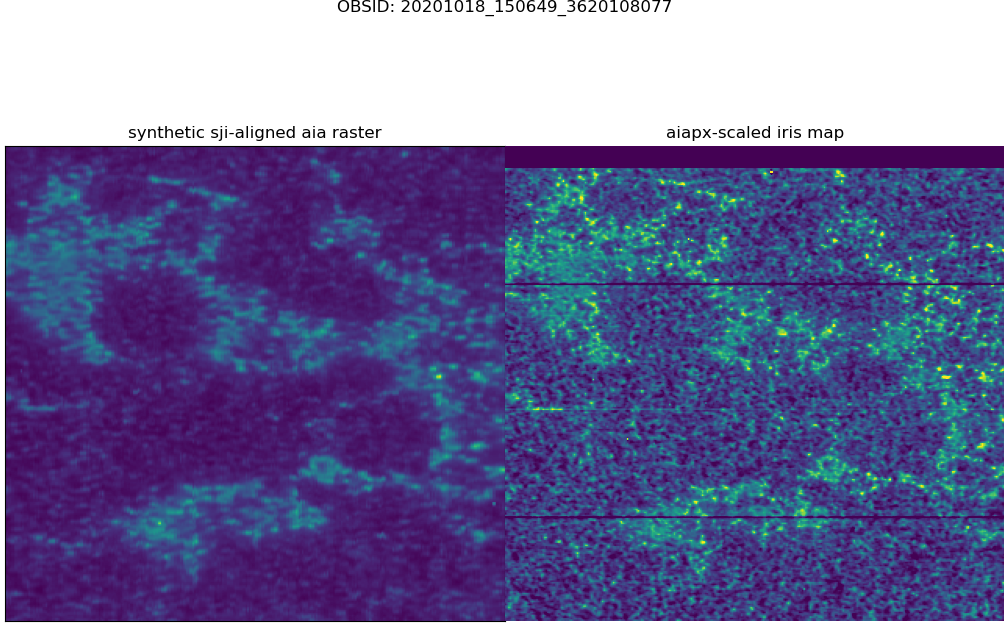 OBSID: 20201018_150649_3620108077
synthetic sji-aligned aia raster
aiapx-scaled iris map